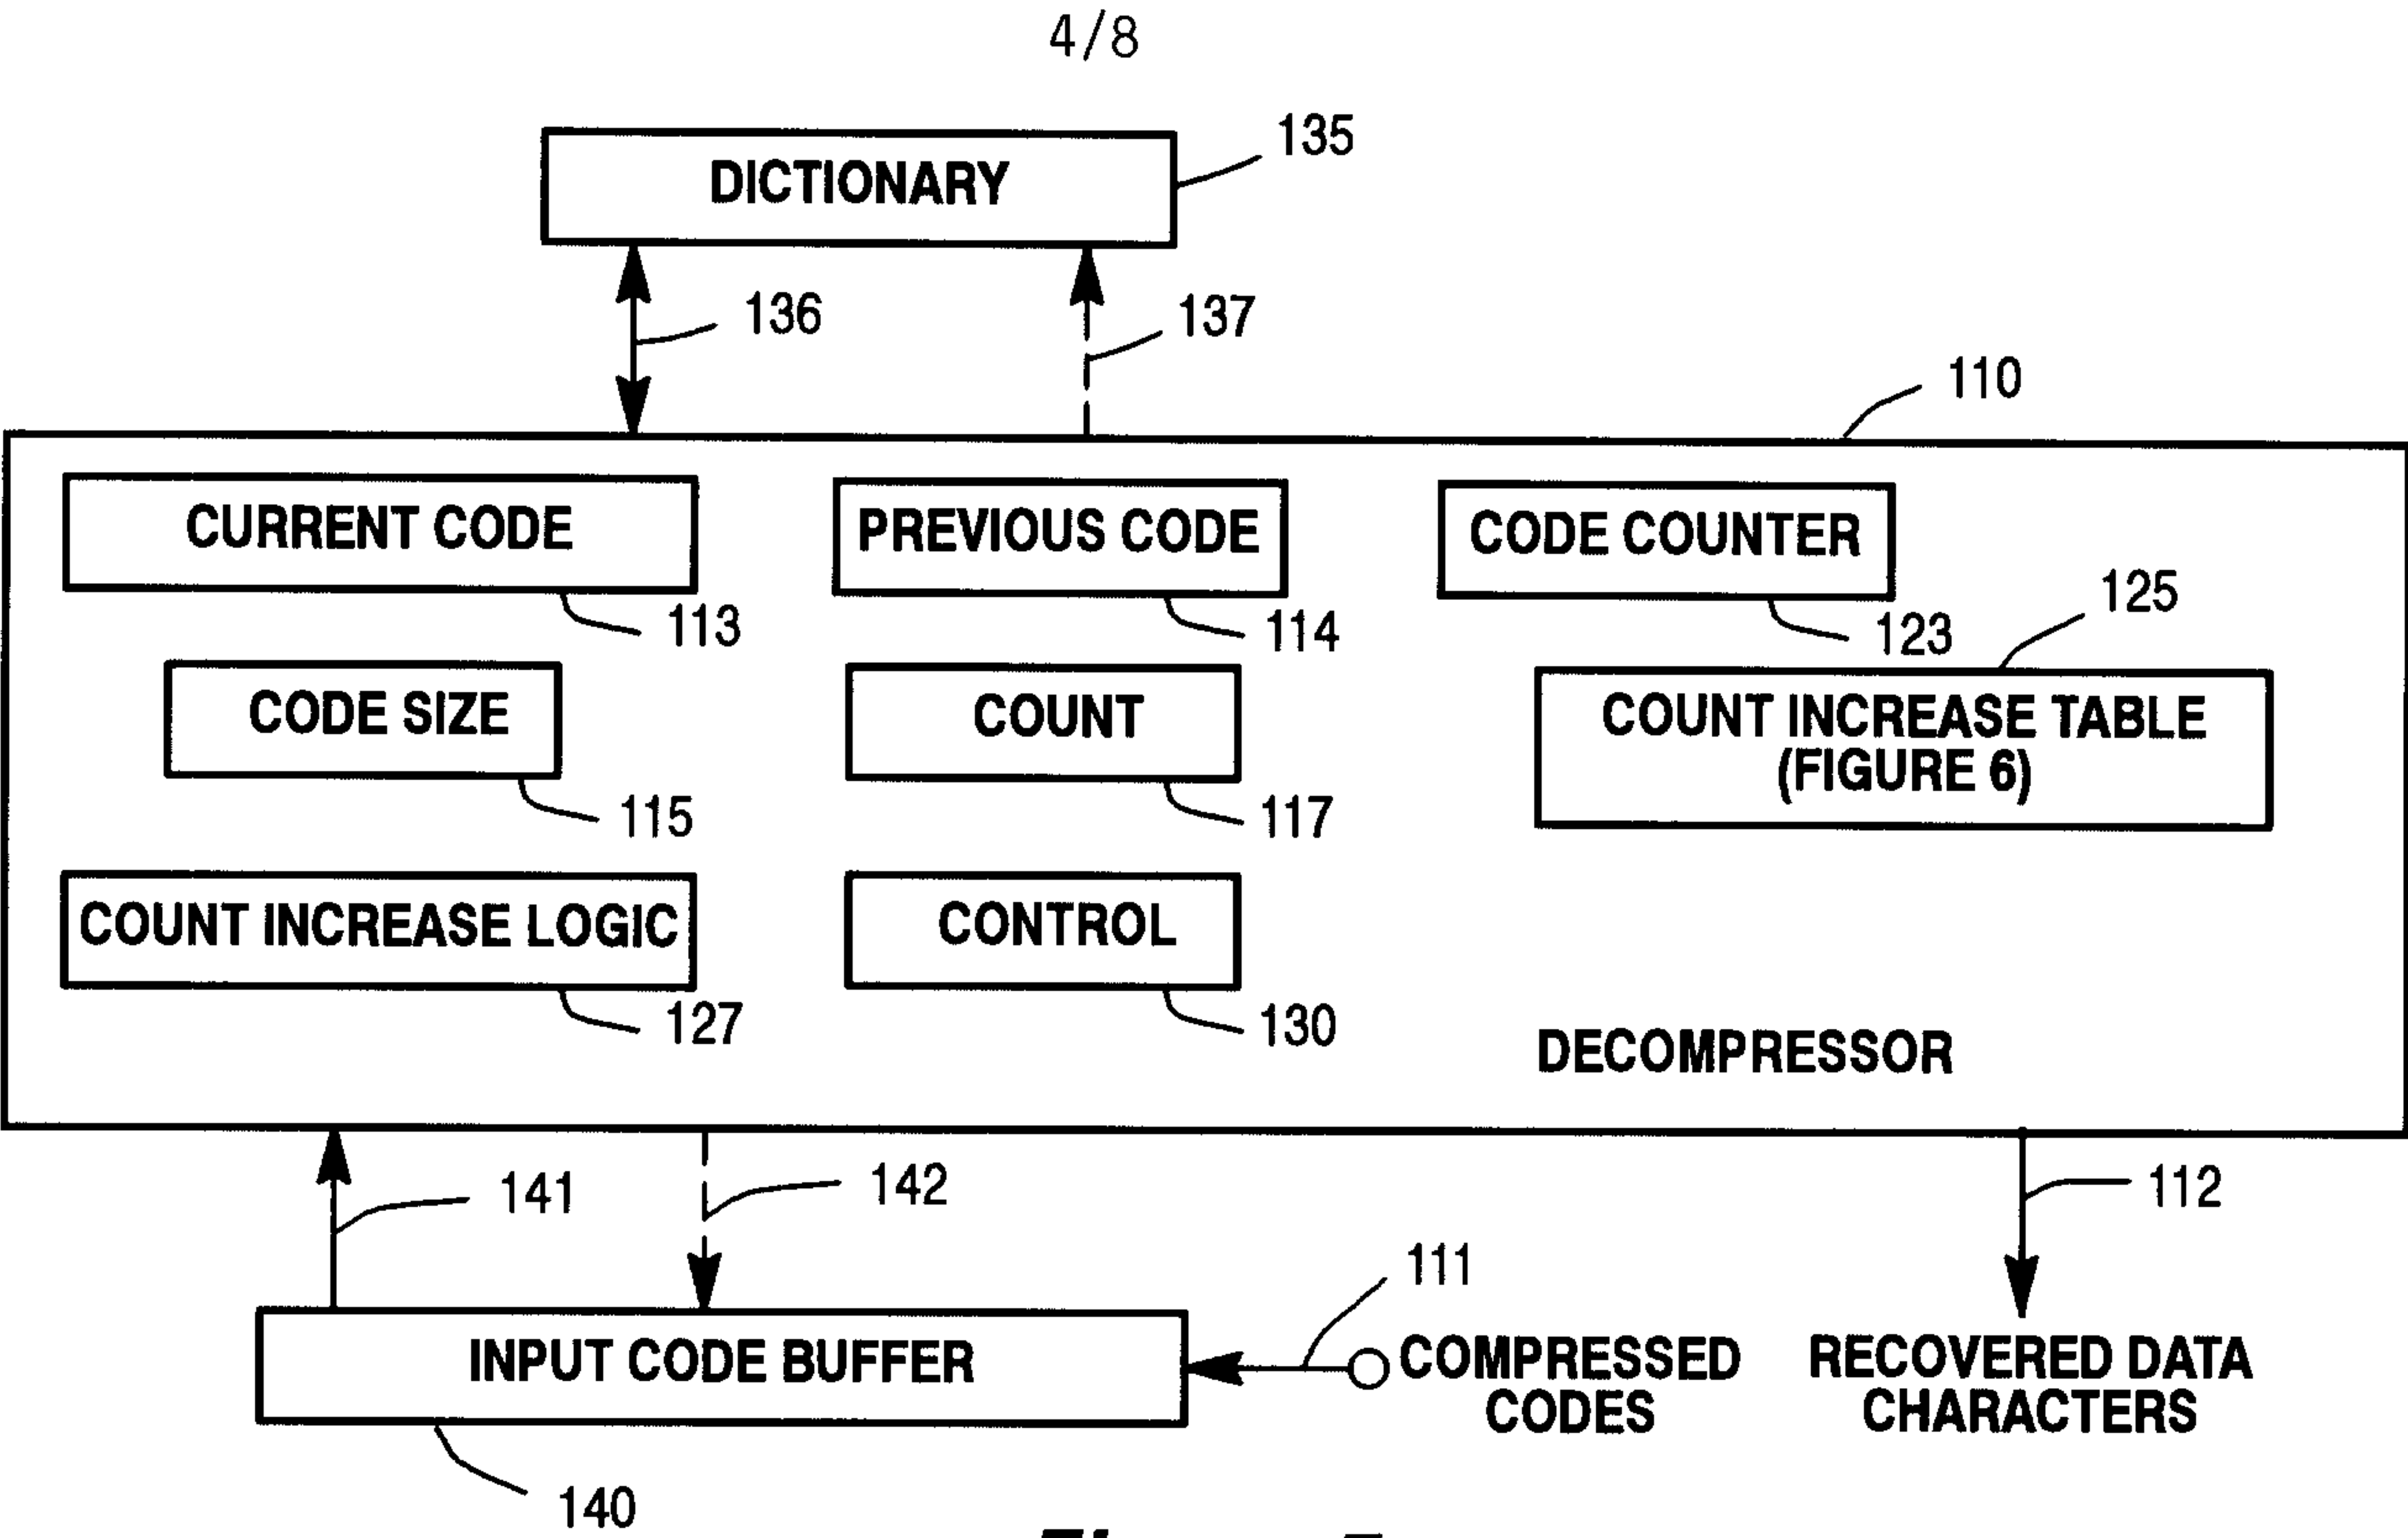 4/8
DICTIONARY
135
136
137
110
CURRENT CODE
PREVIOUS CODE
CODE COUNTER
113
114
123
125
CODE SIZE
COUNT
COUNT INCREASE TABLE
(FIGURE 6)
115
117
COUNT INCREASE LOGIC
CONTROL
127
130
DECOMPRESSOR
141
142
112
111
INPUT CODE BUFFER
COMPRESSED
CODES
RECOVERED DATA
CHARACTERS
140